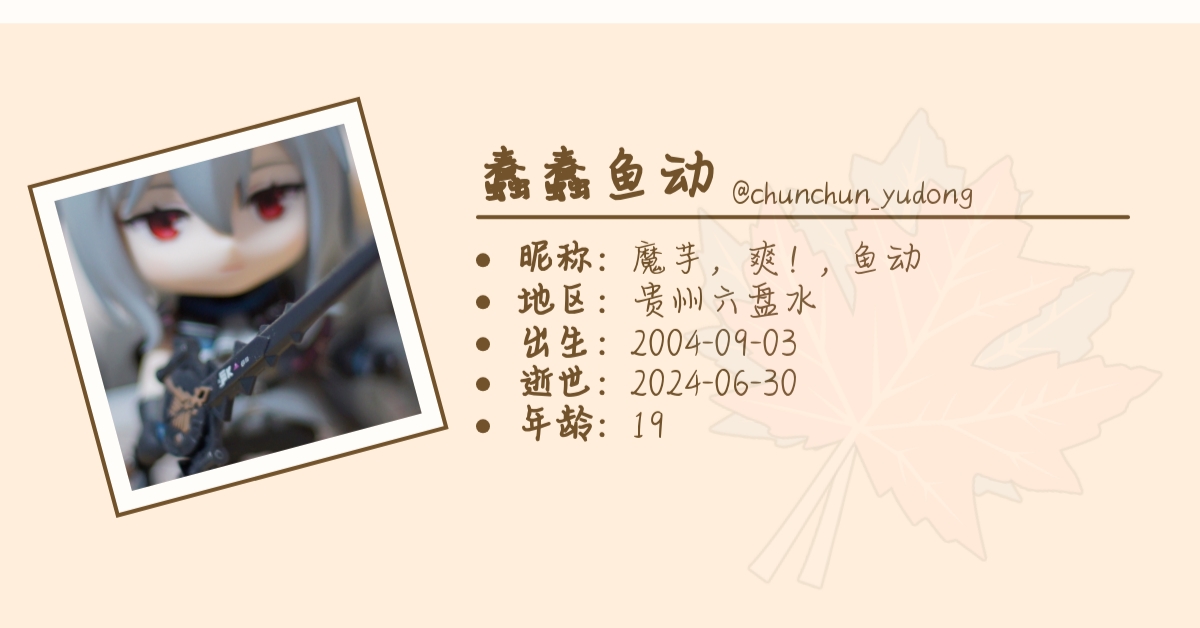 蠢蠢鱼动 @chunchun_yudong
昵称：魔芋，爽！，鱼动
地区：贵州六盘水
出生：2004-09-03
逝世：2024-06-30
年龄：19